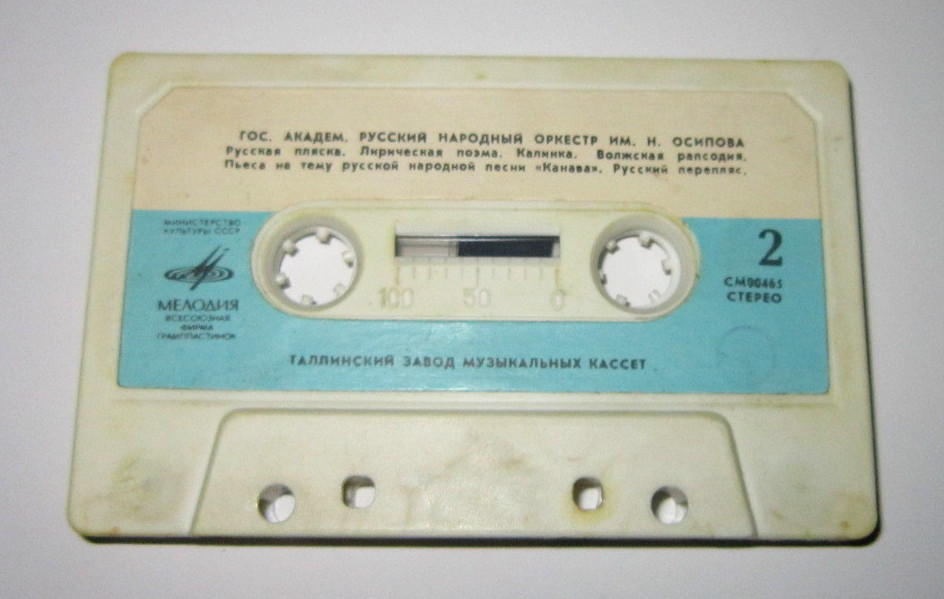 ГОС. АКАДЕМ. РУССКИЙ НАРОДНЫЙ ОРКЕСТР ИМ. Н. ОСИПОВА
Русская пляска. Лирическая поэма. Калинка. Волжская рапсодия.
Пьеса на тему русской народной песни «Канава». Русский перепляс.
МИНИСТЕРСТВО
КУЛЬТУРЫ СССР
МЕЛОДИЯ
ВСЕСОЮЗНАЯ
ФИРМА
ГРАМПЛАСТИНОК
100 50 0
2
СМ00465
СТЕРЕО
ТАЛЛИНСКИЙ ЗАВОД МУЗЫКАЛЬНЫХ КАССЕТ